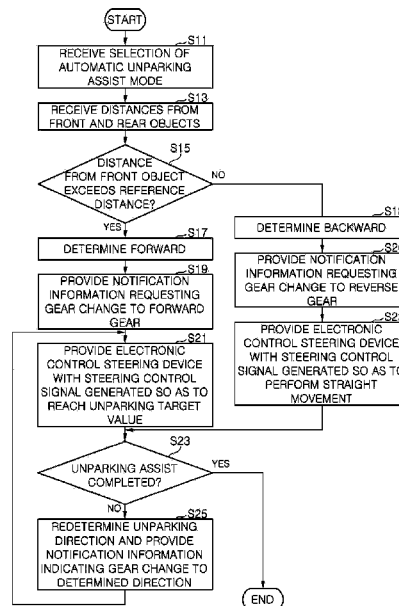 START
S11
RECEIVE SELECTION OF
AUTOMATIC UNPARKING
ASSIST MODE
S13
RECEIVE DISTANCES FROM
FRONT AND REAR OBJECTS
S15
DISTANCE
FROM FRONT OBJECT
EXCEEDS REFERENCE
DISTANCE?
NO
YES
S17
DETERMINE FORWARD
DETERMINE BACKWARD
S19
PROVIDE NOTIFICATION
INFORMATION REQUESTING
GEAR CHANGE TO FORWARD
GEAR
PROVIDE NOTIFICATION
INFORMATION REQUESTING
GEAR CHANGE TO REVERSE
GEAR
S21
PROVIDE ELECTRONIC
CONTROL STEERING DEVICE
WITH STEERING CONTROL
SIGNAL GENERATED SO AS TO
REACH UNPARKING TARGET
VALUE
PROVIDE ELECTRONIC
CONTROL STEERING DEVICE
WITH STEERING CONTROL
SIGNAL GENERATED SO AS TO
PERFORM STRAIGHT
MOVEMENT
S23
UNPARKING ASSIST
COMPLETED?
YES
NO
S25
REDETERMINE UNPARKING
DIRECTION AND PROVIDE
NOTIFICATION INFORMATION
INDICATING GEAR CHANGE TO
DETERMINED DIRECTION
END